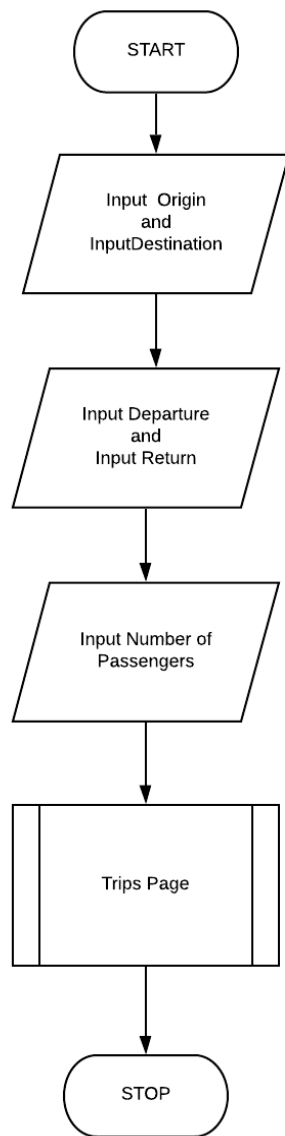 START
Input Origin
and
InputDestination
Input Departure
and
Input Return
Input Number of
Passengers
Trips Page
STOP